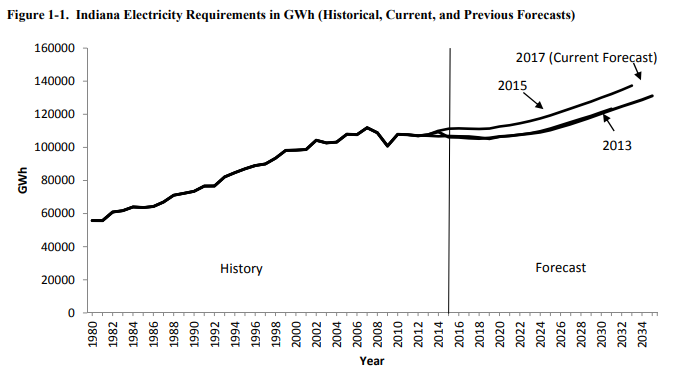 Figure 1-1. Indiana Electricity Requirements in GWh (Historical, Current, and Previous Forecasts)
160000
140000
120000
100000
80000
60000
40000
20000
0
GWh
2017 (Current Forecast)
2015
2013
History
Forecast
1980 1982 1984 1986 1988 1990 1992 1994 1996 1998 2000 2002 2004 2006 2008 2010 2012 2014 2016 2018 2020 2022 2024 2026 2028 2030 2032 2034
Year